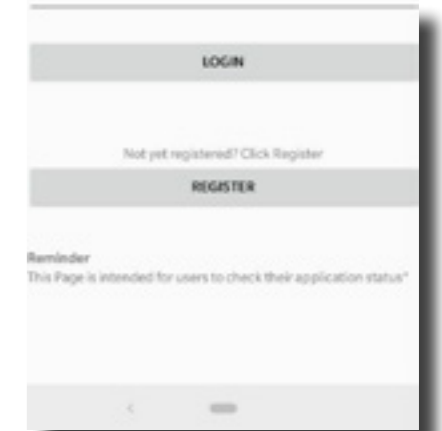 LOGIN
Not yet registered? Click Register
REGISTER
Reminder
This Page is intended for users to check their application status"